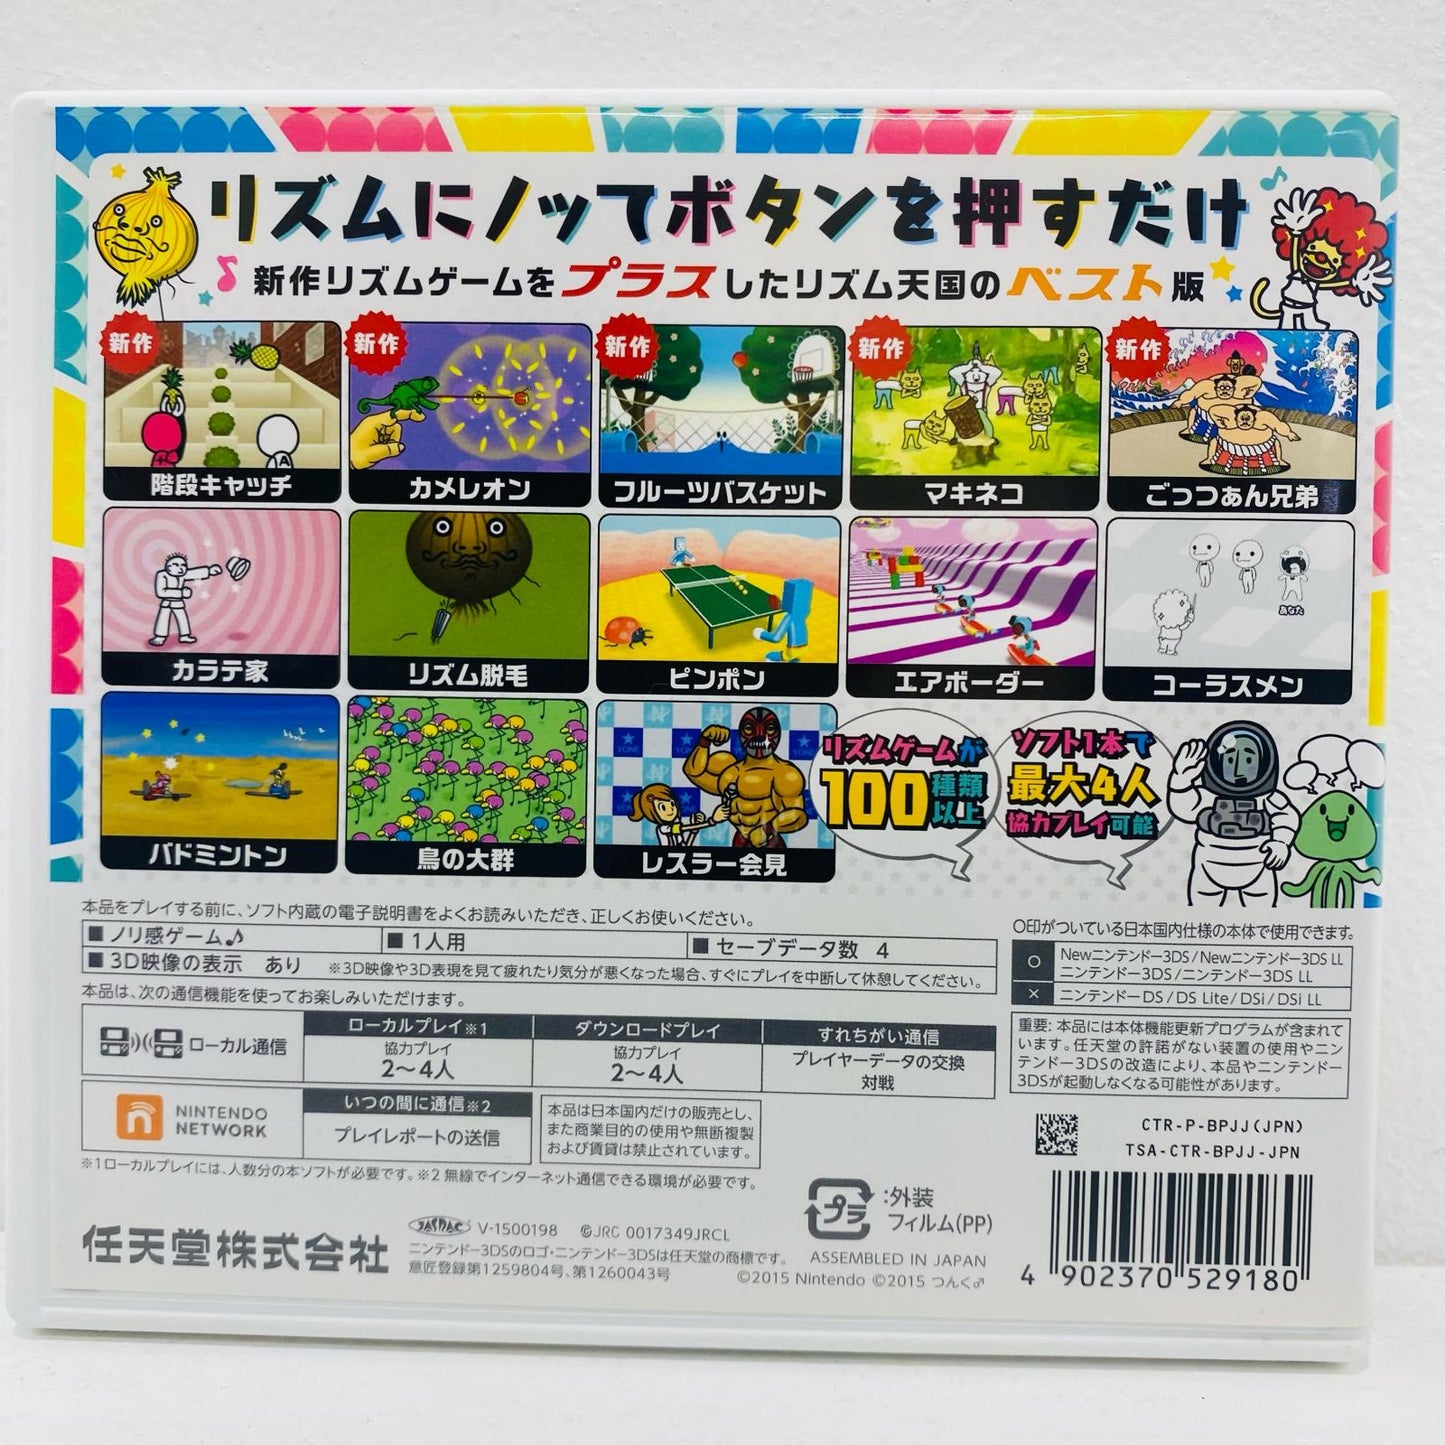 リズムにノッてボタンを押すだけ
新作リズムゲームをプラスしたリズム天国のベスト版
新作
階段キャッチ
新作
カメレオン
新作
フルーツバスケット
新作
マキネコ
新作
ごっつぁん兄弟
カラテ家
リズム脱毛
ピンポン
エアボーダー
あなた
コーラスメン
バドミントン
鳥の大群
レスラー会見
リズムゲームが
100種類以上
ソフト1本で
最大4人
協力プレイ可能
本品をプレイする前に、ソフト内蔵の電子説明書をよくお読みいただき、正しくお使いください。
■ノリ感ゲーム♪ ■1人用 ■セーブデータ数 4
■3D映像の表示 あり ※3D映像や3D表現を見て疲れたり気分が悪くなった場合、すぐにプレイを中断して休憩してください。
本品は、次の通信機能を使ってお楽しみいただけます。
ローカル通信
ローカルプレイ※1
協力プレイ
2〜4人
ダウンロードプレイ
協力プレイ
2〜4人
すれちがい通信
プレイヤーデータの交換
対戦
NINTENDO
NETWORK
いつの間に通信※2
プレイレポートの送信
本品は日本国内だけの販売とし、
また商業目的の使用や無断複製
および賃貸は禁止されています。
※1 ローカルプレイには、人数分の本ソフトが必要です。※2 無線でインターネット通信できる環境が必要です。
○印がついている日本国内仕様の本体で使用できます。
○ Newニンテンドー3DS/Newニンテンドー3DS LL
ニンテンドー3DS/ニンテンドー3DS LL
× ニンテンドーDS/DS Lite/DSi/DSi LL
重要:本品には本体機能更新プログラムが含まれて
います。任天堂の許諾がない装置の使用やニン
テンドー3DSの改造により、本品やニンテンドー
3DSが起動しなくなる可能性があります。
CTR-P-BPJJ(JPN)
TSA-CTR-BPJJ-JPN
プラ
:外装
フィルム(PP)
任天堂株式会社
JASRAC V-1500198 ©JRC 0017349JRCL
ニンテンドー3DSのロゴ・ニンテンドー3DSは任天堂の商標です。
意匠登録第1259804号、第1260043号
ASSEMBLED IN JAPAN
©2015 Nintendo ©2015 つんく♂
4 902370 529180